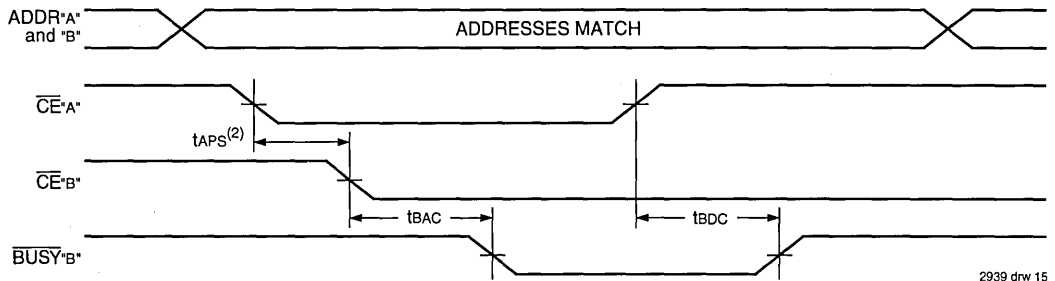 ADDR"A"
and "B"
ADDRESSES MATCH
CE"A"
tAPS(2)
CE"B"
tBAC
tBDC
BUSY"B"
2939 drw 15